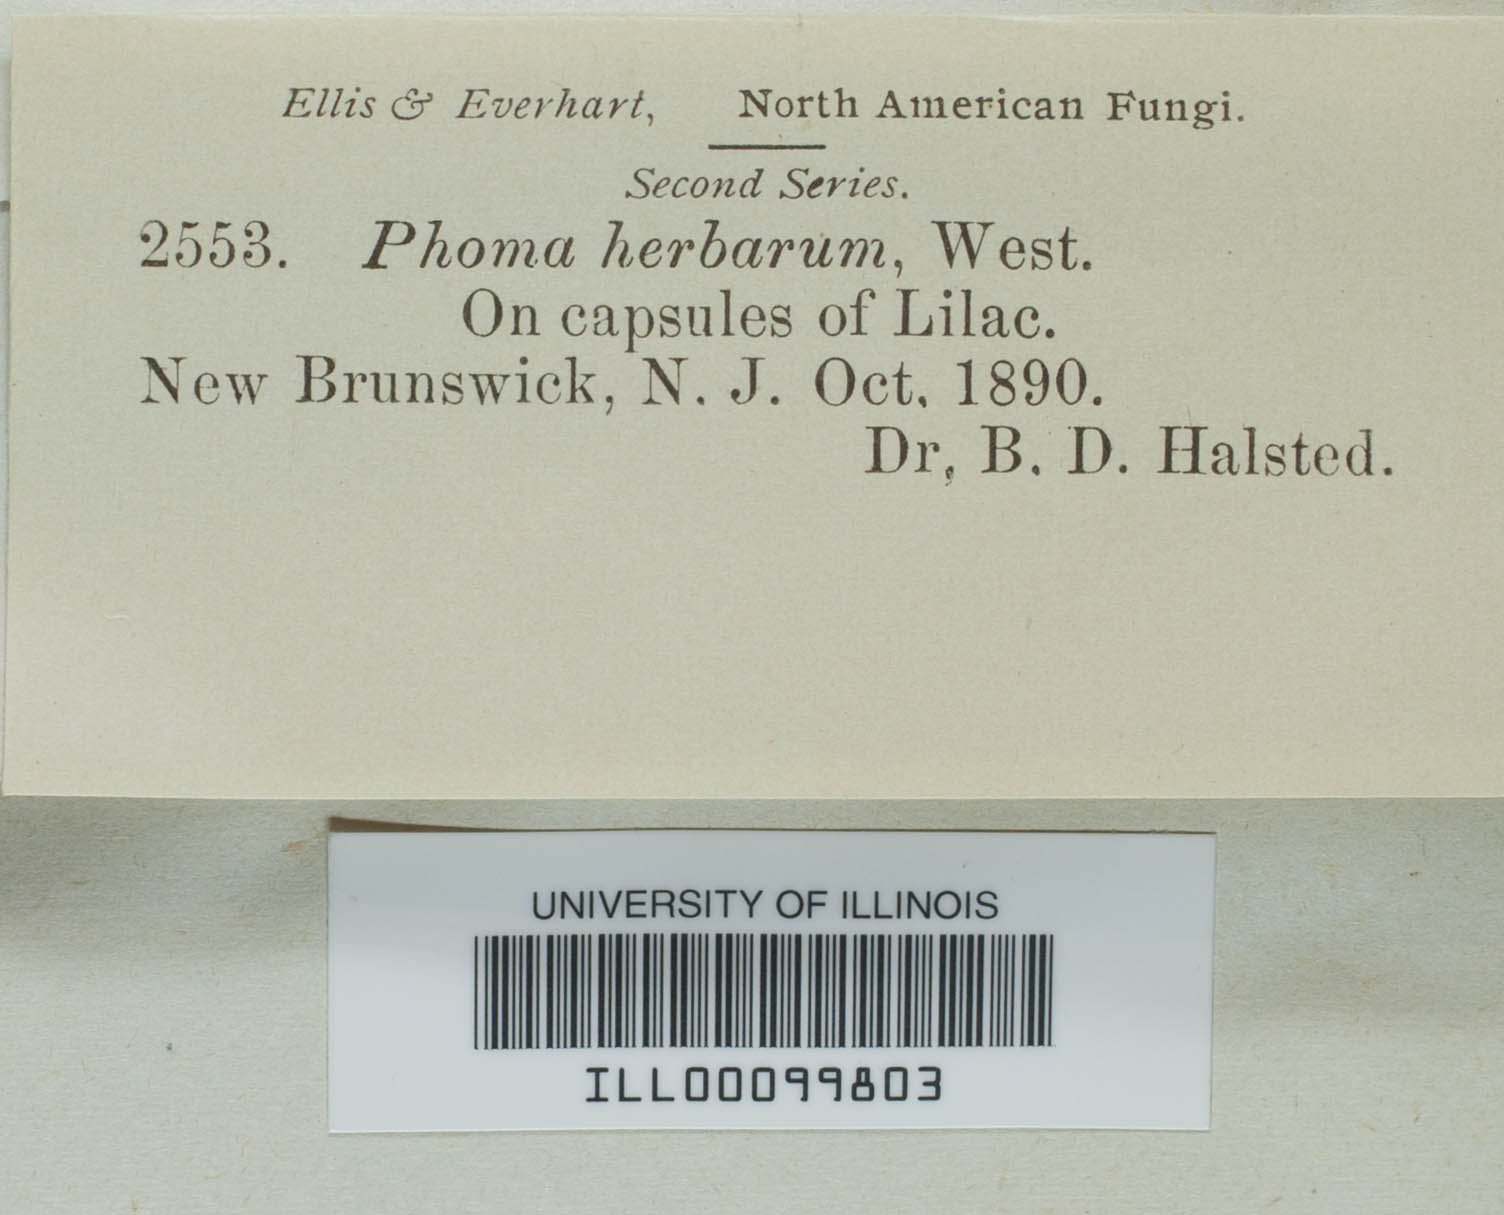 Ellis & Everhart, North American Fungi.
Second Series.
2553. Phoma herbarum, West.
On capsules of Lilac.
New Brunswick, N. J. Oct. 1890.
Dr. B. D. Halsted.
UNIVERSITY OF ILLINOIS
ILL00099803